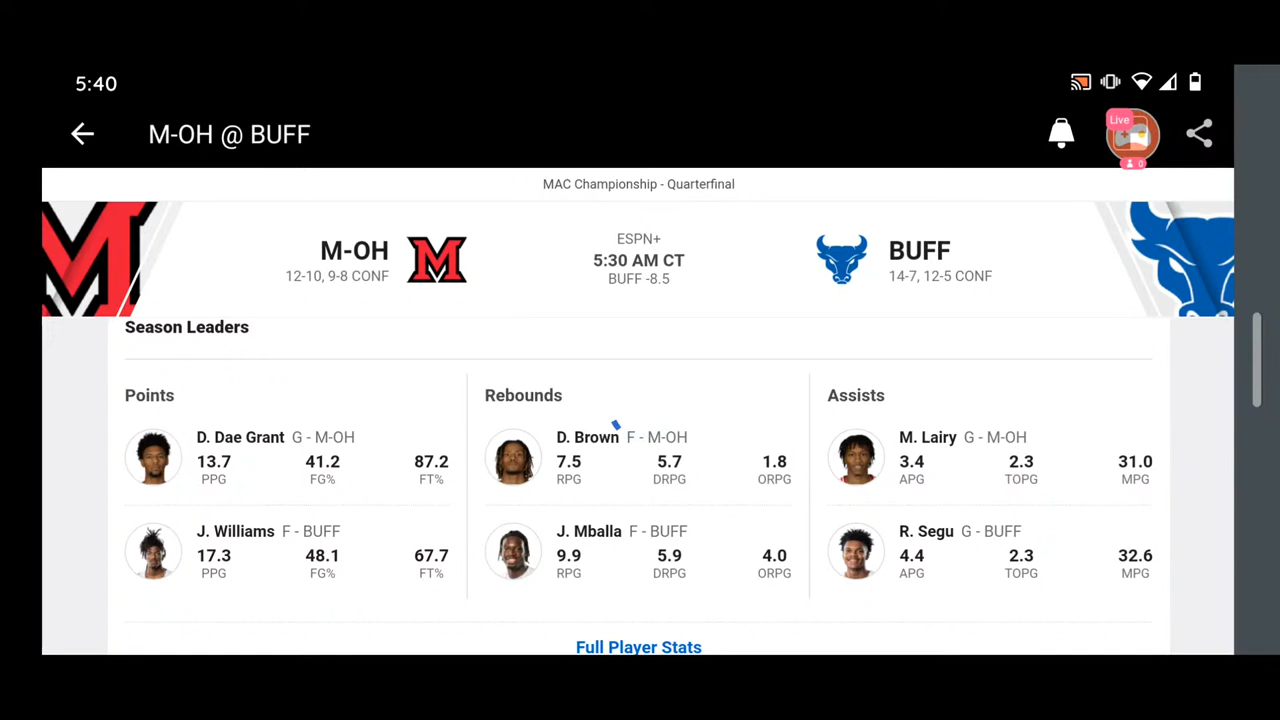 5:40
M-OH @ BUFF
Live
0
MAC Championship - Quarterfinal
M-OH
12-10, 9-8 CONF
ESPN+
5:30 AM CT
BUFF -8.5
BUFF
14-7, 12-5 CONF
Season Leaders
Points
D. Dae Grant G - M-OH
13.7 41.2 87.2
PPG FG% FT%
J. Williams F - BUFF
17.3 48.1 67.7
PPG FG% FT%
Rebounds
D. Brown F - M-OH
7.5 5.7 1.8
RPG DRPG ORPG
J. Mballa F - BUFF
9.9 5.9 4.0
RPG DRPG ORPG
Assists
M. Lairy G - M-OH
3.4 2.3 31.0
APG TOPG MPG
R. Segu G - BUFF
4.4 2.3 32.6
APG TOPG MPG
Full Player Stats